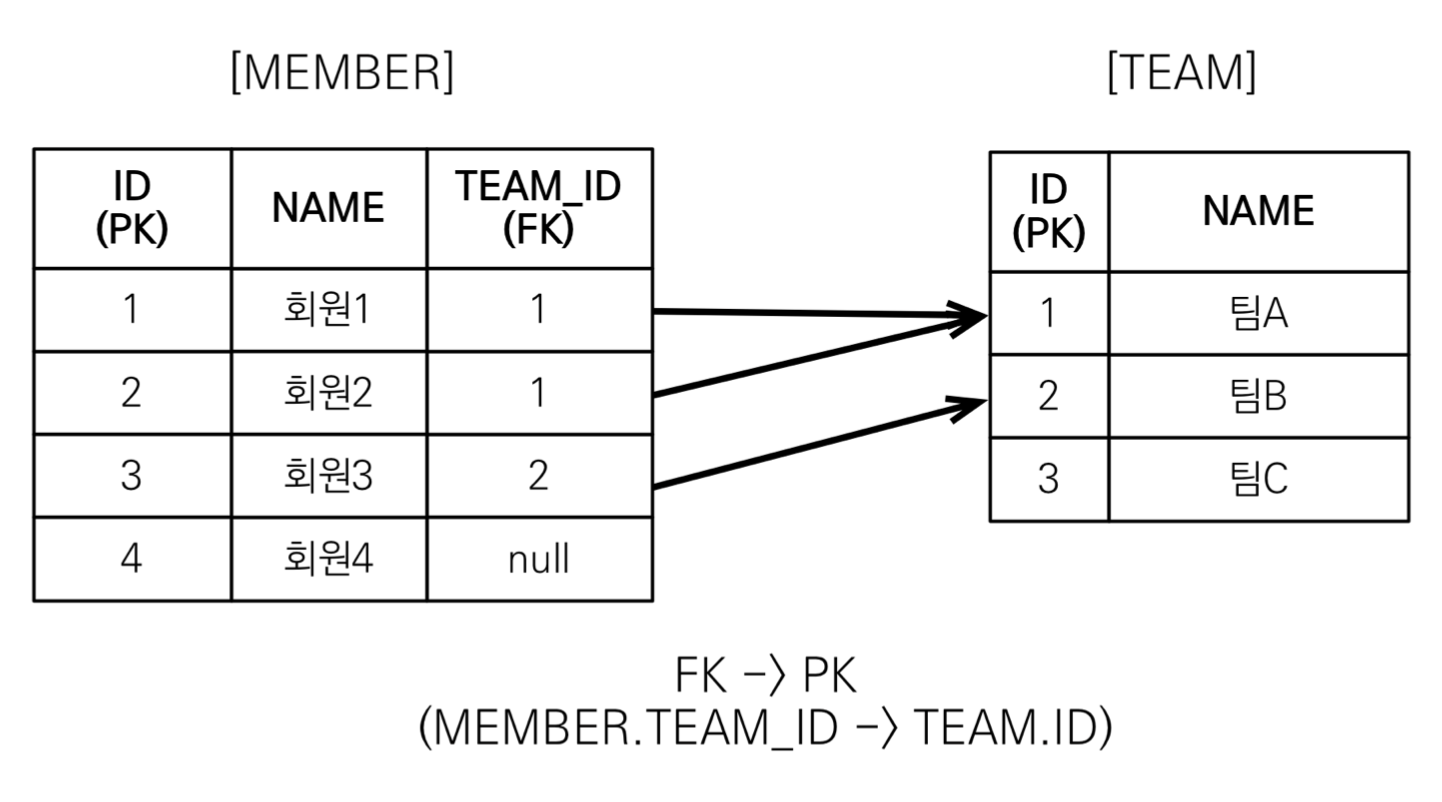 [MEMBER]
ID (PK) NAME TEAM_ID (FK)
1 회원1 1
2 회원2 1
3 회원3 2
4 회원4 null
[TEAM]
ID (PK) NAME
1 팀A
2 팀B
3 팀C
FK -> PK
(MEMBER.TEAM_ID -> TEAM.ID)